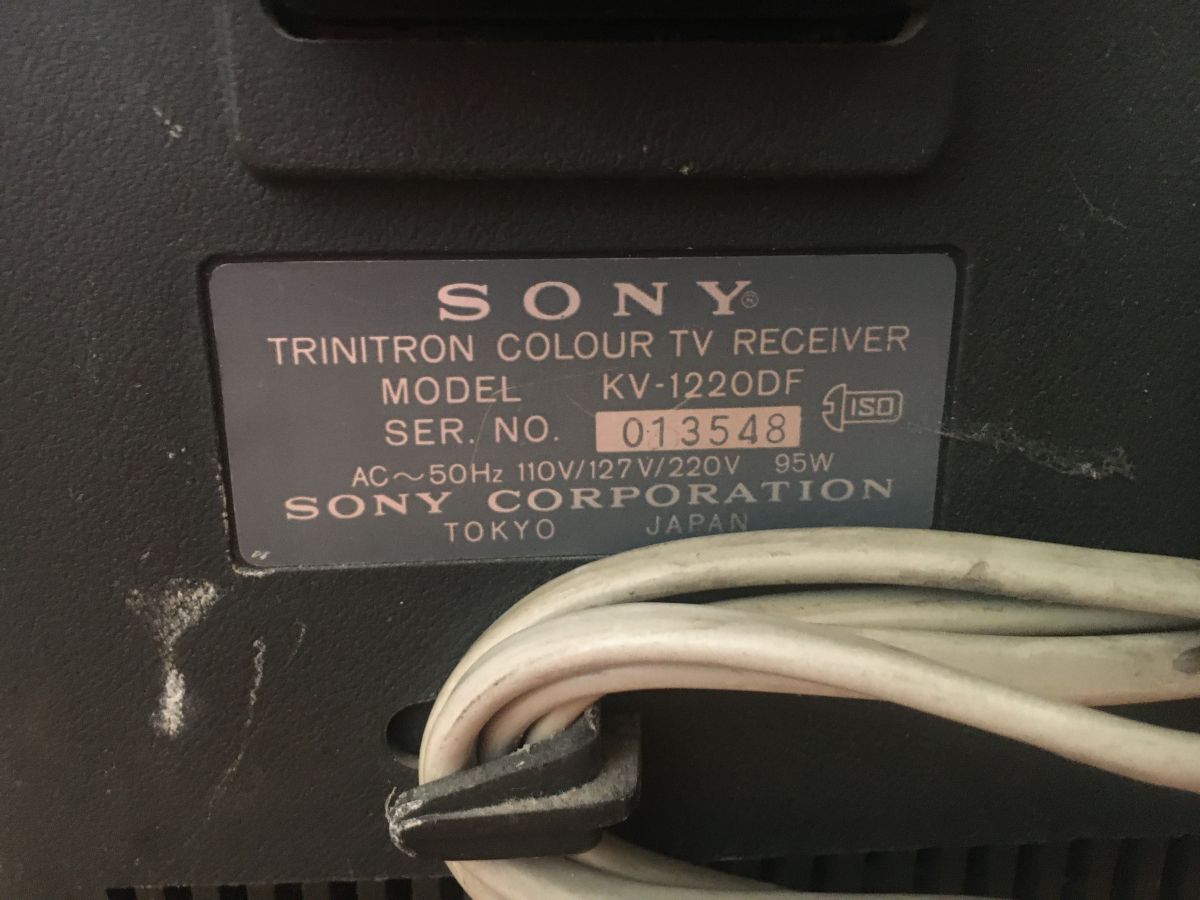 SONY®
TRINITRON COLOUR TV RECEIVER
MODEL KV-1220DF
SER. NO. 013548
ISO
AC~50Hz 110V/127V/220V 95W
SONY CORPORATION
TOKYO JAPAN